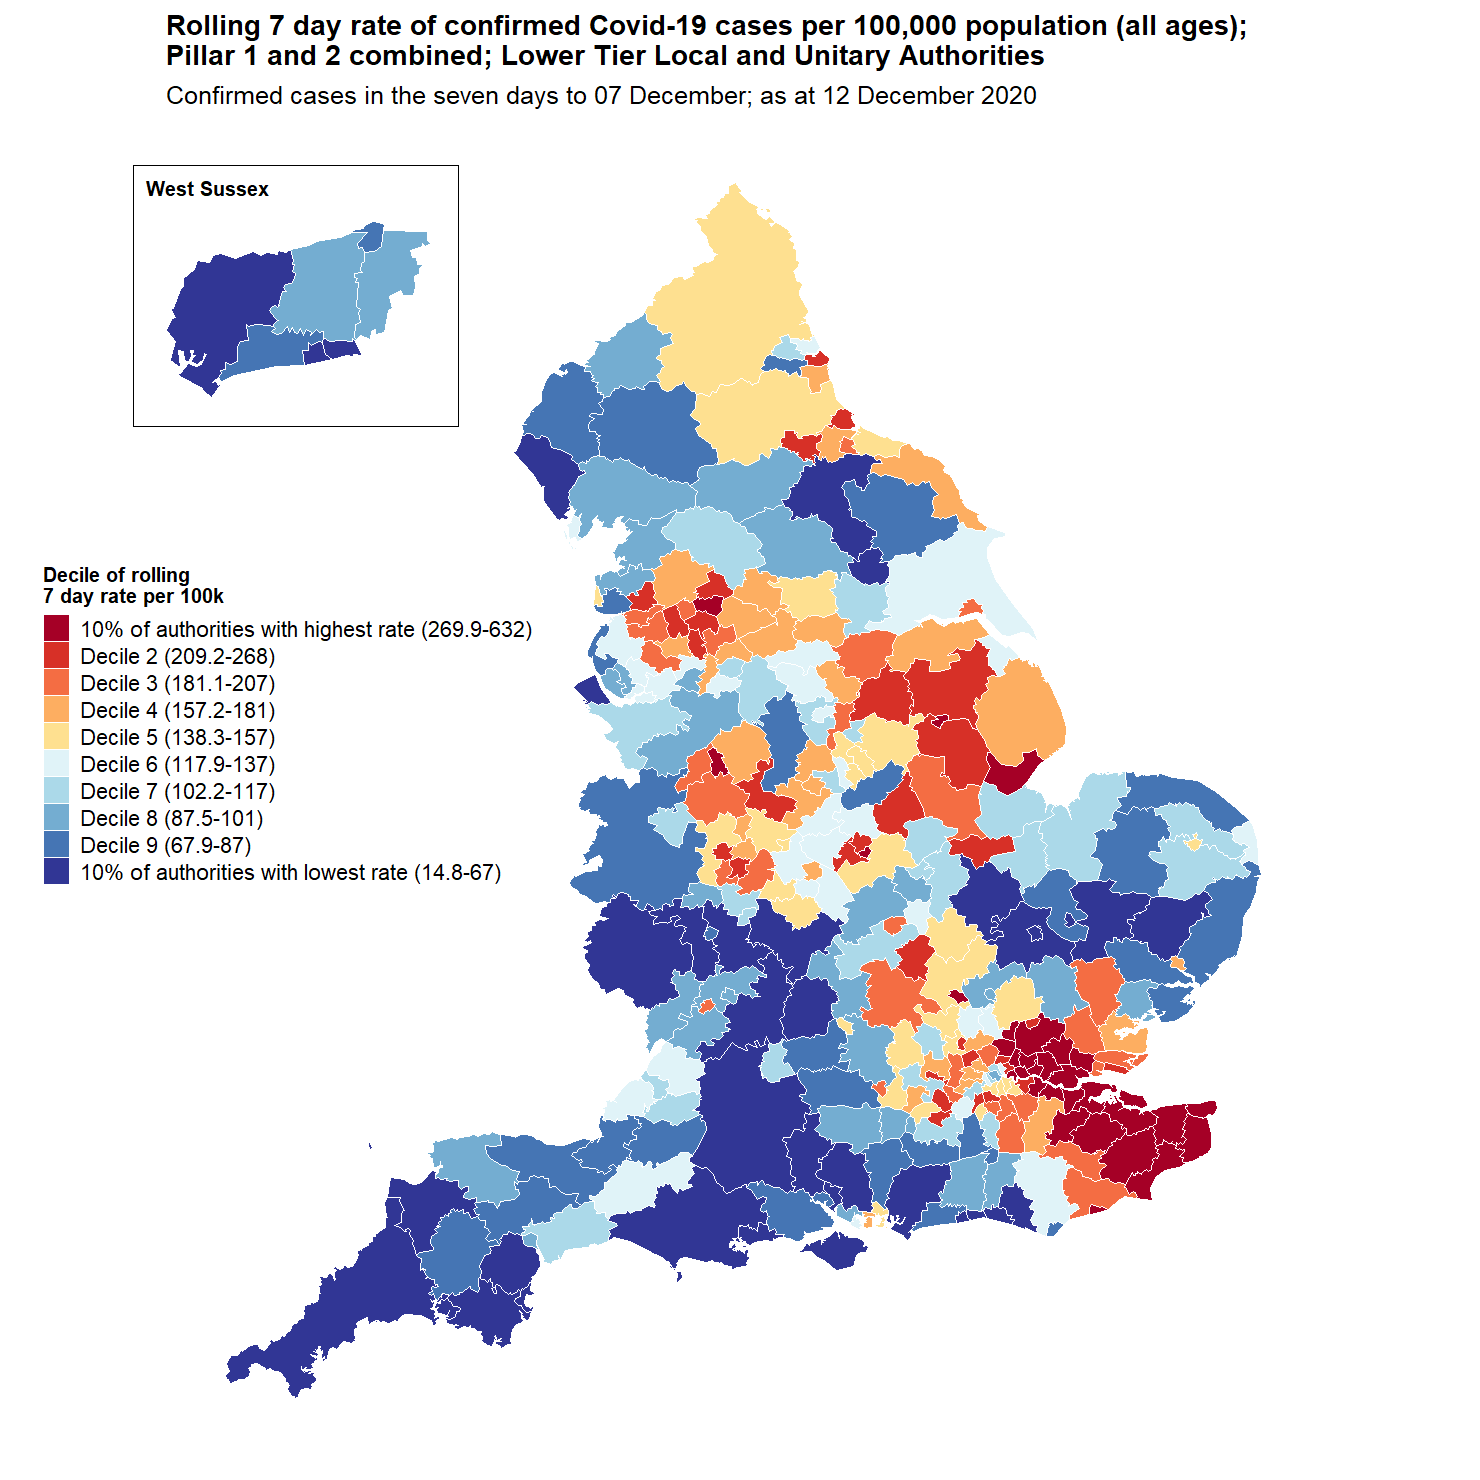 Rolling 7 day rate of confirmed Covid-19 cases per 100,000 population (all ages);
Pillar 1 and 2 combined; Lower Tier Local and Unitary Authorities
Confirmed cases in the seven days to 07 December; as at 12 December 2020
West Sussex
Decile of rolling
7 day rate per 100k
10% of authorities with highest rate (269.9-632)
Decile 2 (209.2-268)
Decile 3 (181.1-207)
Decile 4 (157.2-181)
Decile 5 (138.3-157)
Decile 6 (117.9-137)
Decile 7 (102.2-117)
Decile 8 (87.5-101)
Decile 9 (67.9-87)
10% of authorities with lowest rate (14.8-67)